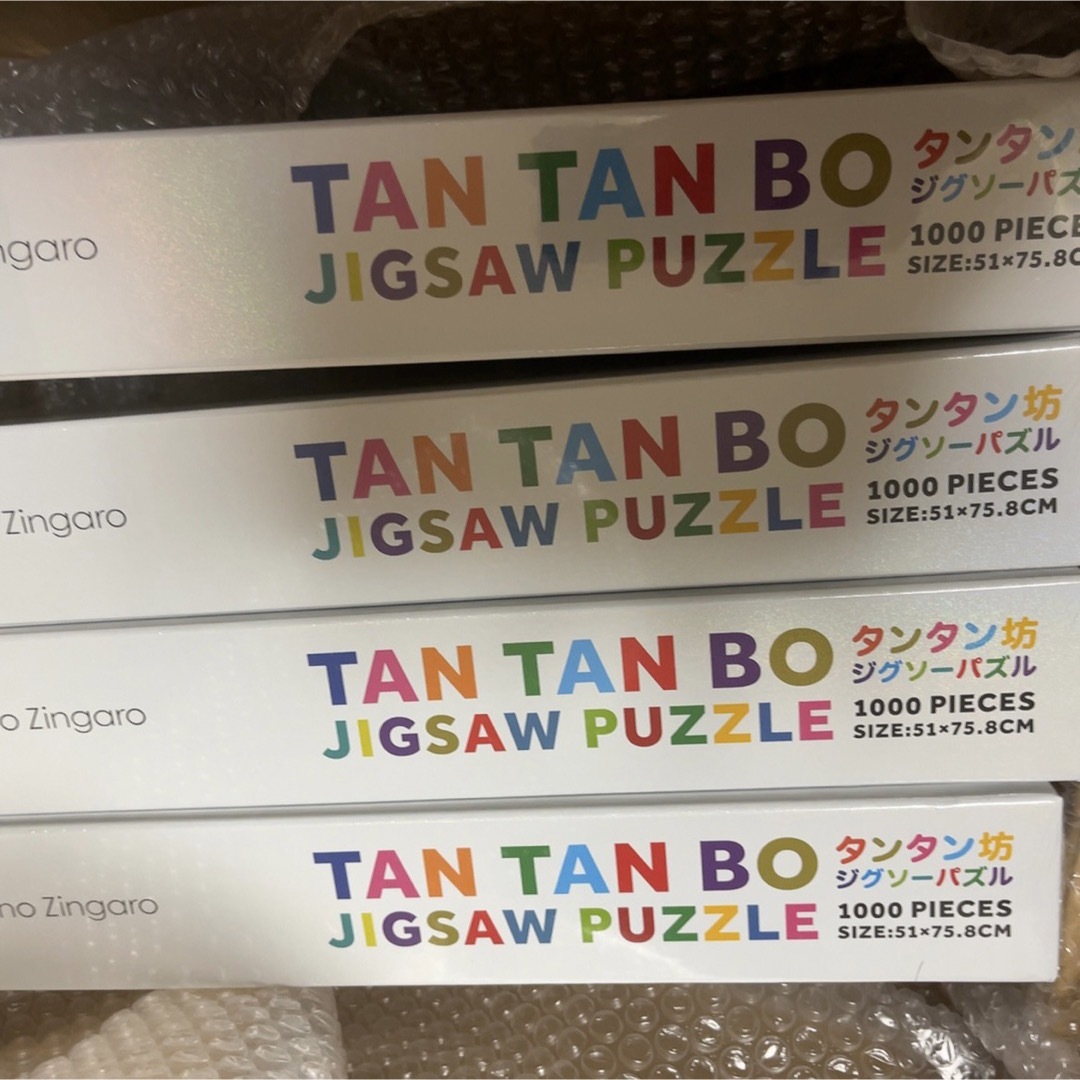 ngaro
TAN TAN BO
JIGSAW PUZZLE
タンタン
ジグソーパズ
1000 PIECE
SIZE:51×75.8C
Zingaro
TAN TAN BO
JIGSAW PUZZLE
タンタン坊
ジグソーパズル
1000 PIECES
SIZE:51×75.8CM
o Zingaro
TAN TAN BO
JIGSAW PUZZLE
タンタン坊
ジグソーパズル
1000 PIECES
SIZE:51×75.8CM
no Zingaro
TAN TAN BO
JIGSAW PUZZLE
タンタン坊
ジグソーパズル
1000 PIECES
SIZE:51×75.8CM